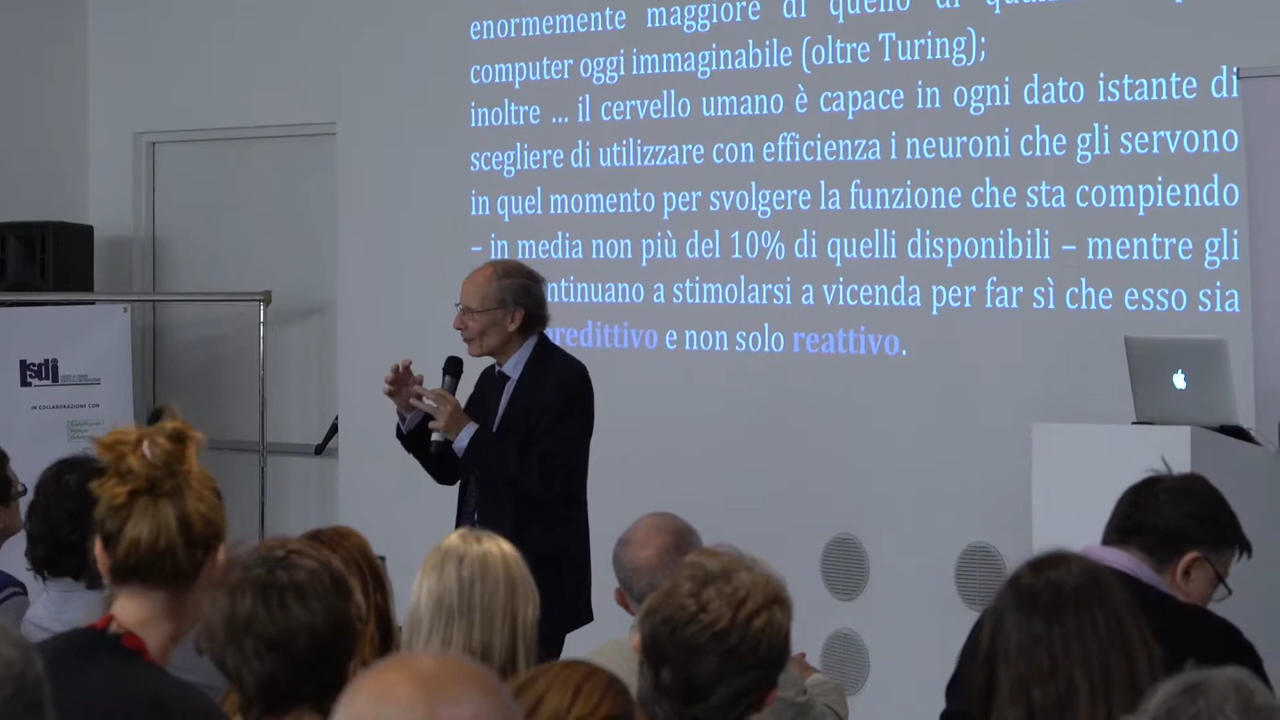 enormemente maggiore di quello di
computer oggi immaginabile (oltre Turing);
inoltre ... il cervello umano è capace in ogni dato istante di
scegliere di utilizzare con efficienza i neuroni che gli servono
in quel momento per svolgere la funzione che sta compiendo
– in media non più del 10% di quelli disponibili – mentre gli
ntinuano a stimolarsi a vicenda per far sì che esso sia
predittivo e non solo reattivo.
lsdi
IN COLLABORAZIONE CON